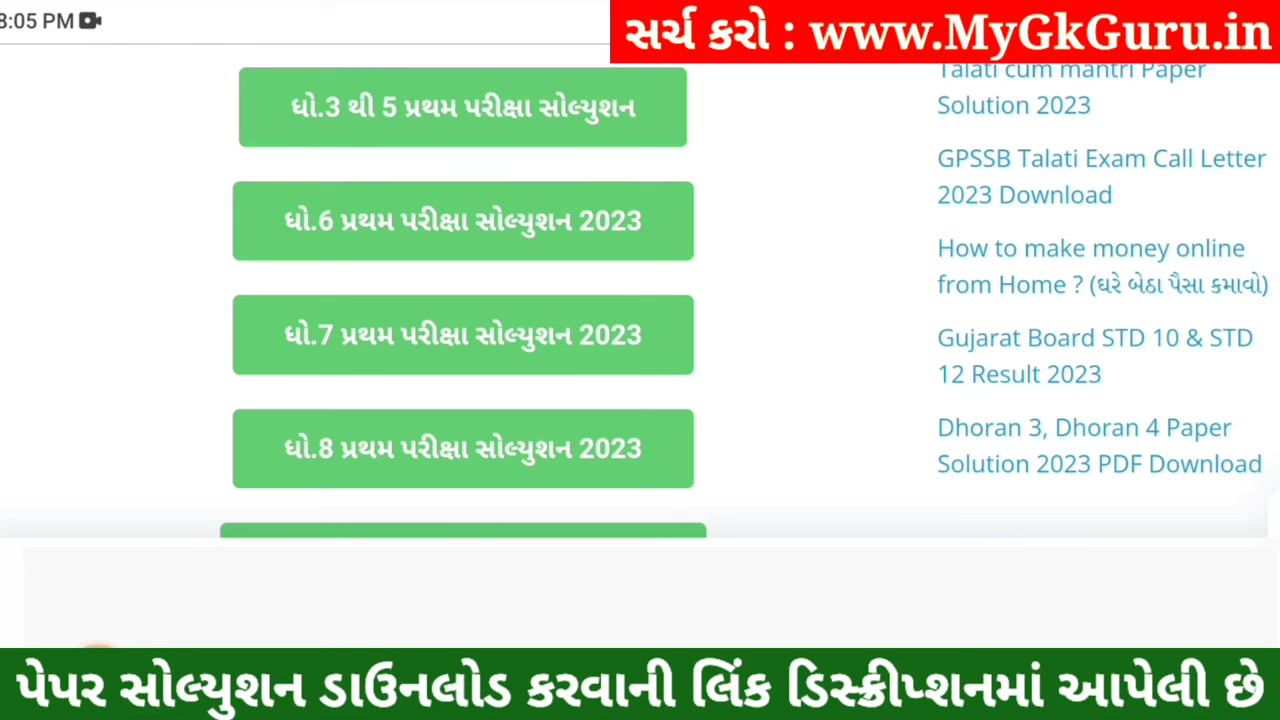 8:05 PM
સર્ચ કરો : www.MyGkGuru.in
ધો.3 થી 5 પ્રથમ પરીક્ષા સોલ્યુશન
ધો.6 પ્રથમ પરીક્ષા સોલ્યુશન 2023
ધો.7 પ્રથમ પરીક્ષા સોલ્યુશન 2023
ધો.8 પ્રથમ પરીક્ષા સોલ્યુશન 2023
Talati cum mantri Paper
Solution 2023
GPSSB Talati Exam Call Letter
2023 Download
How to make money online
from Home ? (ઘરે બેઠા પૈસા કમાવો)
Gujarat Board STD 10 & STD
12 Result 2023
Dhoran 3, Dhoran 4 Paper
Solution 2023 PDF Download
પેપર સોલ્યુશન ડાઉનલોડ કરવાની લિંક ડિસ્ક્રીપ્શનમાં આપેલી છે